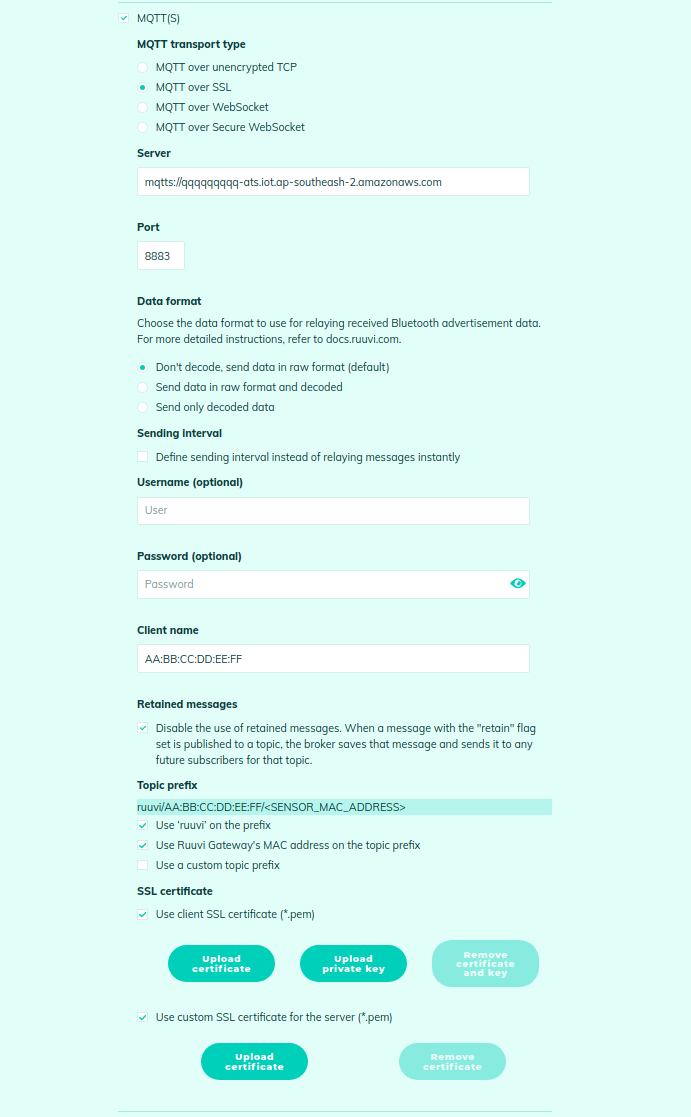 MQTT(S)
MQTT transport type
MQTT over unencrypted TCP
MQTT over SSL
MQTT over WebSocket
MQTT over Secure WebSocket
Server
mqtts://qqqqqqqqq-ats.iot.ap-southeash-2.amazonaws.com
Port
8883
Data format
Choose the data format to use for relaying received Bluetooth advertisement data.
For more detailed instructions, refer to docs.ruuvi.com.
Don't decode, send data in raw format (default)
Send data in raw format and decoded
Send only decoded data
Sending interval
Define sending interval instead of relaying messages instantly
Username (optional)
User
Password (optional)
Password
Client name
AA:BB:CC:DD:EE:FF
Retained messages
Disable the use of retained messages. When a message with the "retain" flag
set is published to a topic, the broker saves that message and sends it to any
future subscribers for that topic.
Topic prefix
ruuvi/AA:BB:CC:DD:EE:FF/<SENSOR_MAC_ADDRESS>
Use ‘ruuvi’ on the prefix
Use Ruuvi Gateway's MAC address on the topic prefix
Use a custom topic prefix
SSL certificate
Use client SSL certificate (*.pem)
Upload
certificate
Upload
private key
Remove
certificate
and key
Use custom SSL certificate for the server (*.pem)
Upload
certificate
Remove
certificate